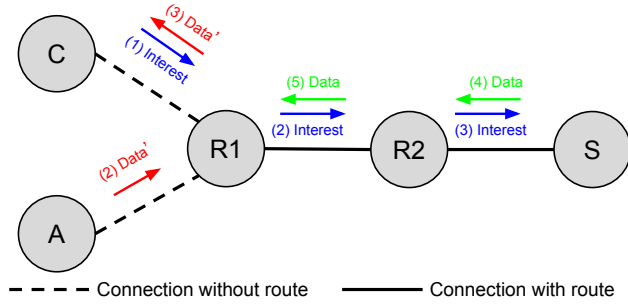 (3) Data'
(1) Interest
C
(5) Data
(4) Data
(2) Interest
(3) Interest
R1
R2
S
(2) Data'
A
Connection without route
Connection with route